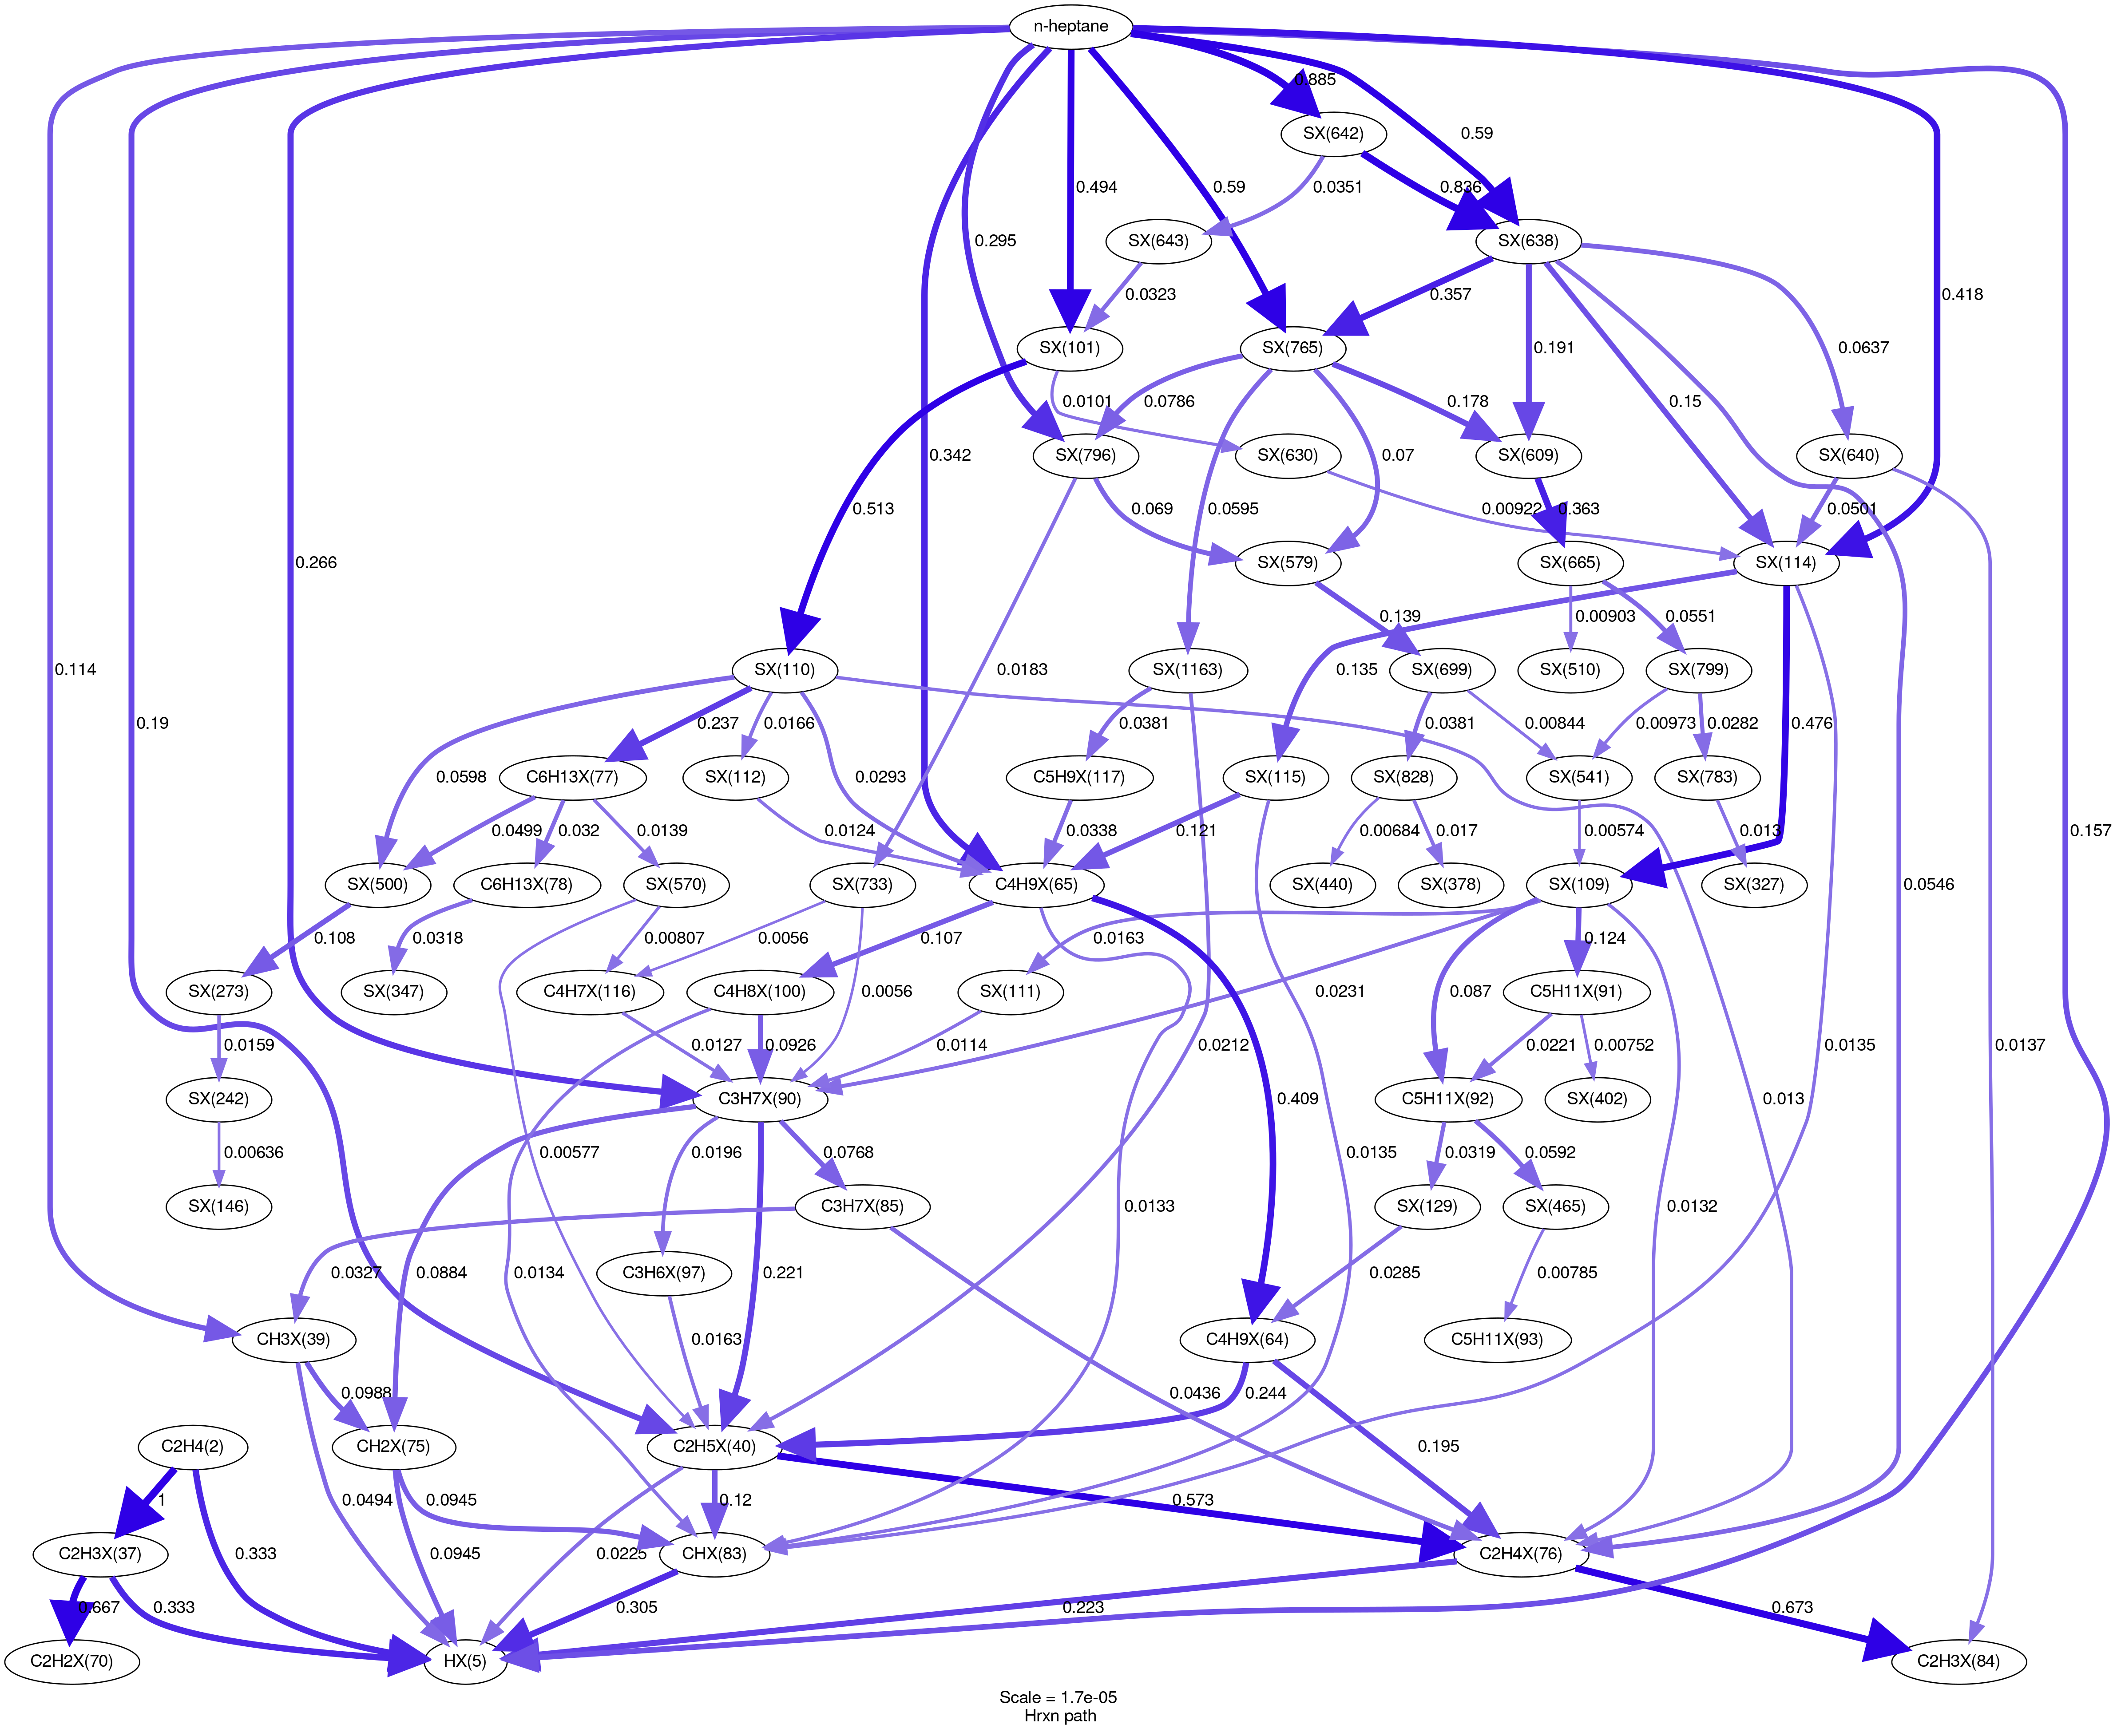 n-heptane
0.885
SX(642)
0.59
0.494
0.59
0.836
0.0351
0.295
SX(643)
SX(638)
0.0323
0.357
0.418
SX(101)
SX(765)
0.191
0.15
0.0637
0.0101
0.0786
0.178
0.342
SX(796)
SX(630)
0.07
SX(609)
SX(640)
0.513
0.069
0.0595
0.00922
0.363
0.0501
0.266
SX(579)
SX(665)
SX(114)
0.139
0.00903
0.0551
0.114
0.0183
0.135
SX(110)
SX(1163)
SX(699)
SX(510)
SX(799)
0.19
0.237
0.0166
0.0381
0.0381
0.00844
0.00973
0.0282
0.476
0.0598
C6H13X(77)
SX(112)
0.0293
C5H9X(117)
SX(115)
SX(828)
SX(541)
SX(783)
0.0499
0.032
0.0139
0.0124
0.0338
0.121
0.00684
0.017
0.00574
0.013
0.157
SX(500)
C6H13X(78)
SX(570)
SX(733)
C4H9X(65)
SX(440)
SX(378)
SX(109)
SX(327)
0.0546
0.108
0.0318
0.00807
0.0056
0.107
0.0163
0.124
SX(273)
SX(347)
C4H7X(116)
C4H8X(100)
0.0056
SX(111)
0.0231
0.087
C5H11X(91)
0.0159
0.0127
0.0926
0.0114
0.0212
0.0221
0.00752
0.0135
0.0137
SX(242)
C3H7X(90)
0.409
C5H11X(92)
SX(402)
0.013
0.00636
0.00577
0.0196
0.0768
0.0135
0.0319
0.0592
SX(146)
C3H7X(85)
0.0133
SX(129)
SX(465)
0.0132
0.0327
0.0884
0.0134
C3H6X(97)
0.221
0.0285
0.00785
CH3X(39)
0.0163
C4H9X(64)
C5H11X(93)
0.0988
0.0436
0.244
C2H4(2)
CH2X(75)
C2H5X(40)
0.195
1
0.333
0.0494
0.0945
0.12
0.573
C2H3X(37)
0.0945
0.0225
CHX(83)
C2H4X(76)
0.667
0.333
0.305
0.223
0.673
C2H2X(70)
HX(5)
C2H3X(84)
Scale = 1.7e-05
Hrxn path